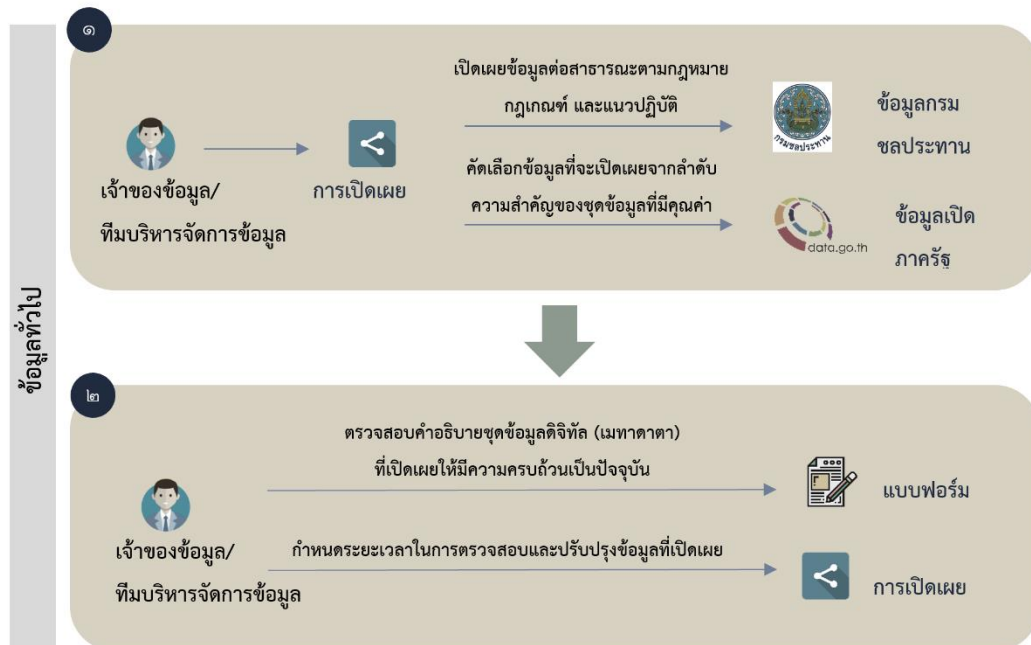 ข้อมูลทั่วไป
๑
เปิดเผยข้อมูลต่อสาธารณะตามกฎหมาย
กฎเกณฑ์ และแนวปฏิบัติ
กรมชลประทาน
ข้อมูลกรม
ชลประทาน
เจ้าของข้อมูล/
ทีมบริหารจัดการข้อมูล
การเปิดเผย
คัดเลือกข้อมูลที่จะเปิดเผยจากลำดับ
ความสำคัญของชุดข้อมูลที่มีคุณค่า
data.go.th
ข้อมูลเปิด
ภาครัฐ
๒
ตรวจสอบคำอธิบายชุดข้อมูลดิจิทัล (เมทาดาตา)
ที่เปิดเผยให้มีความครบถ้วนเป็นปัจจุบัน
แบบฟอร์ม
เจ้าของข้อมูล/
ทีมบริหารจัดการข้อมูล
กำหนดระยะเวลาในการตรวจสอบและปรับปรุงข้อมูลที่เปิดเผย
การเปิดเผย